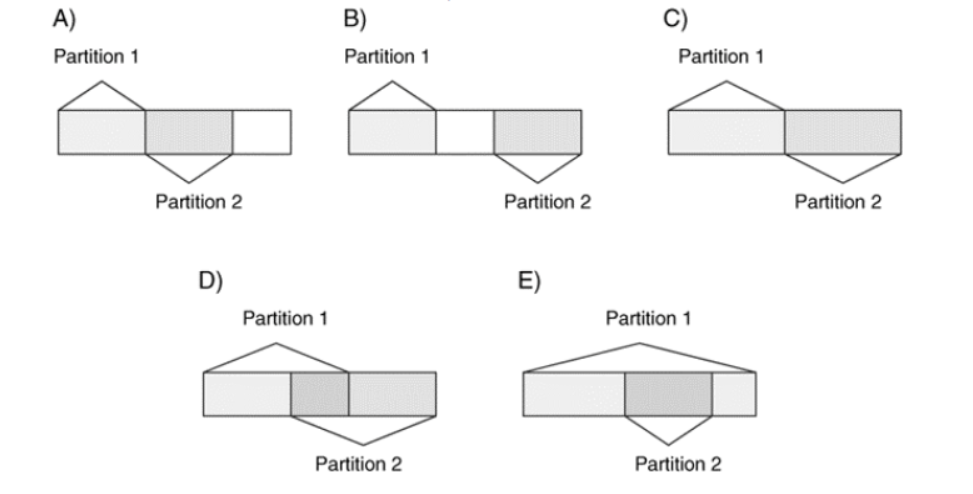 A)
B)
C)
Partition 1
Partition 1
Partition 1
Partition 2
Partition 2
Partition 2
D)
E)
Partition 1
Partition 1
Partition 2
Partition 2